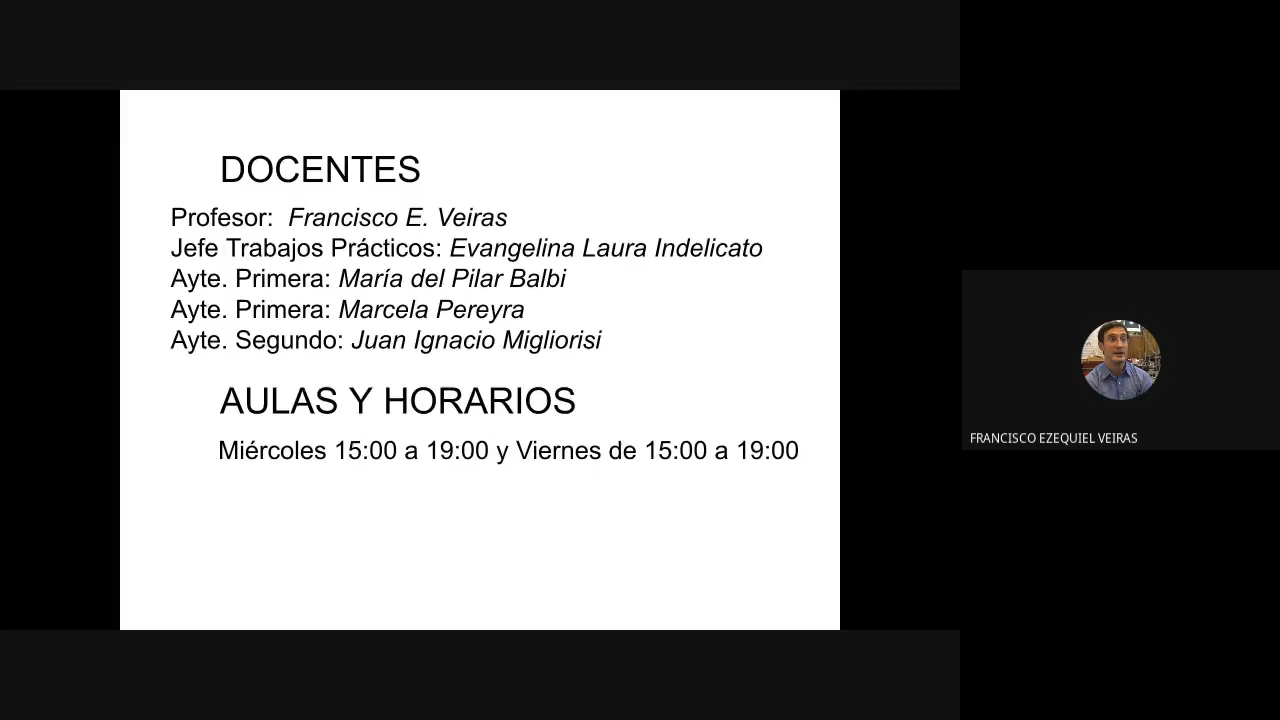 DOCENTES
Profesor: Francisco E. Veiras
Jefe Trabajos Prácticos: Evangelina Laura Indelicato
Ayte. Primera: María del Pilar Balbi
Ayte. Primera: Marcela Pereyra
Ayte. Segundo: Juan Ignacio Migliorisi
AULAS Y HORARIOS
Miércoles 15:00 a 19:00 y Viernes de 15:00 a 19:00
FRANCISCO EZEQUIEL VEIRAS